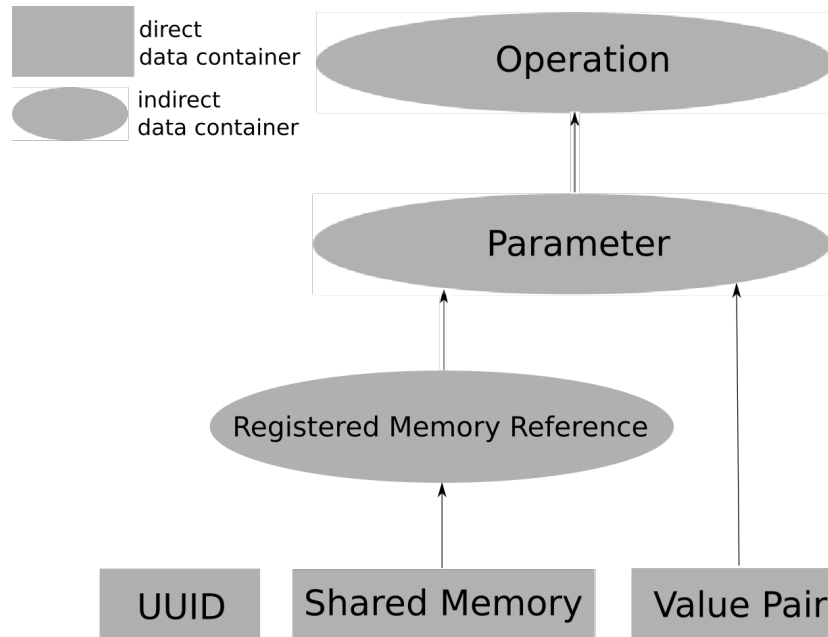 direct
data container
indirect
data container
Operation
Parameter
Registered Memory Reference
UUID
Shared Memory
Value Pair